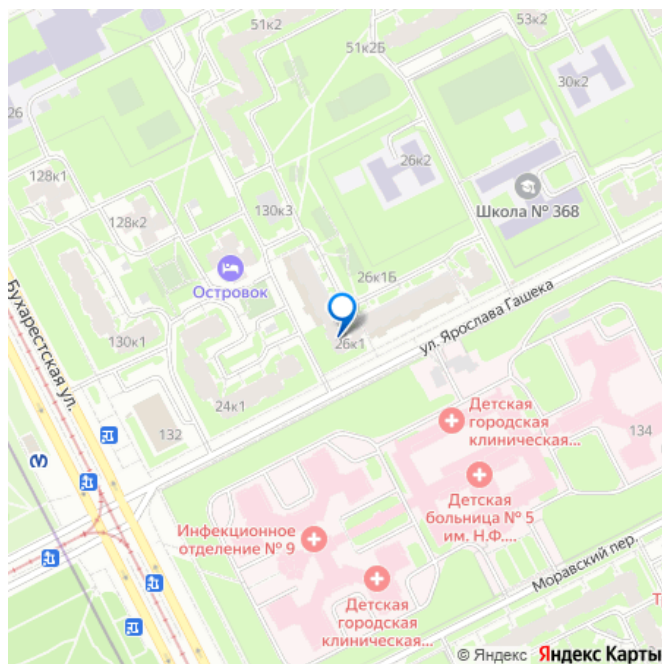 51к2
53к2
51к2Б
30к2
26
26к2
128к1
Школа № 368
130к3
128к2
26к1Б
Островок
Бухарестская ул.
ул. Ярослава Гашека
130к1
26к1
24к1
132
Детская
городская
клиническая...
134
Детская
больница № 5
им. Н.Ф. ...
Инфекционное
отделение № 9
Моравский пер.
Детская
городская
клиническая...
Т
© Яндекс Яндекс Карты